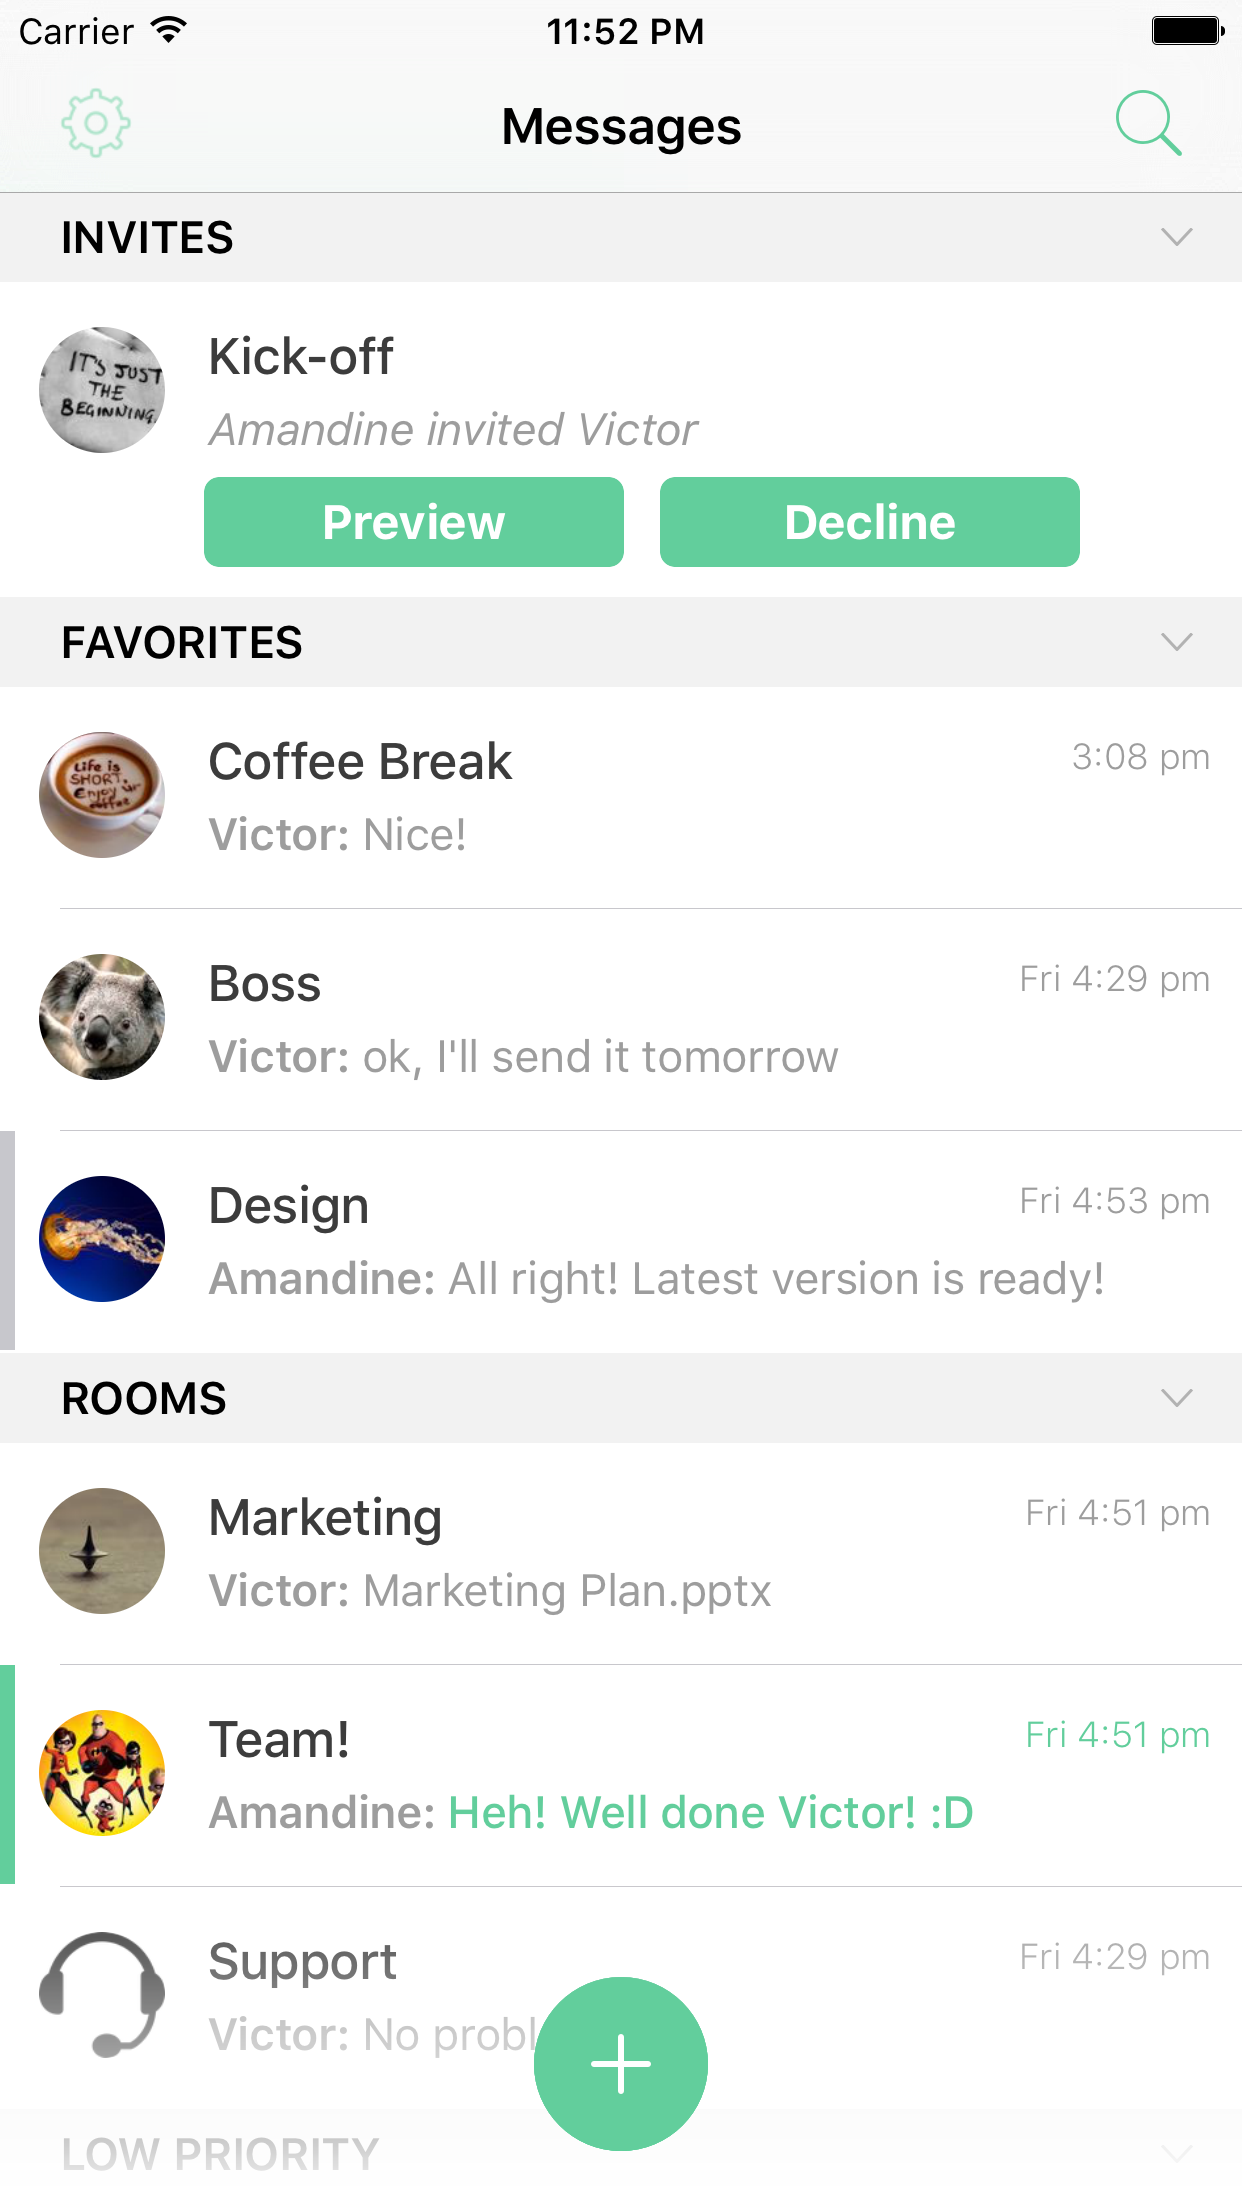 Carrier 11:52 PM
Messages
INVITES
IT'S JUST
THE
BEGINNING.
Kick-off
Amandine invited Victor
Preview Decline
FAVORITES
Life is
SHORT.
Enjoy ur
coffee
Coffee Break 3:08 pm
Victor: Nice!
Boss Fri 4:29 pm
Victor: ok, I'll send it tomorrow
Design Fri 4:53 pm
Amandine: All right! Latest version is ready!
ROOMS
Marketing Fri 4:51 pm
Victor: Marketing Plan.pptx
Team! Fri 4:51 pm
Amandine: Heh! Well done Victor! :D
Support Fri 4:29 pm
Victor: No probl
LOW PRIORITY